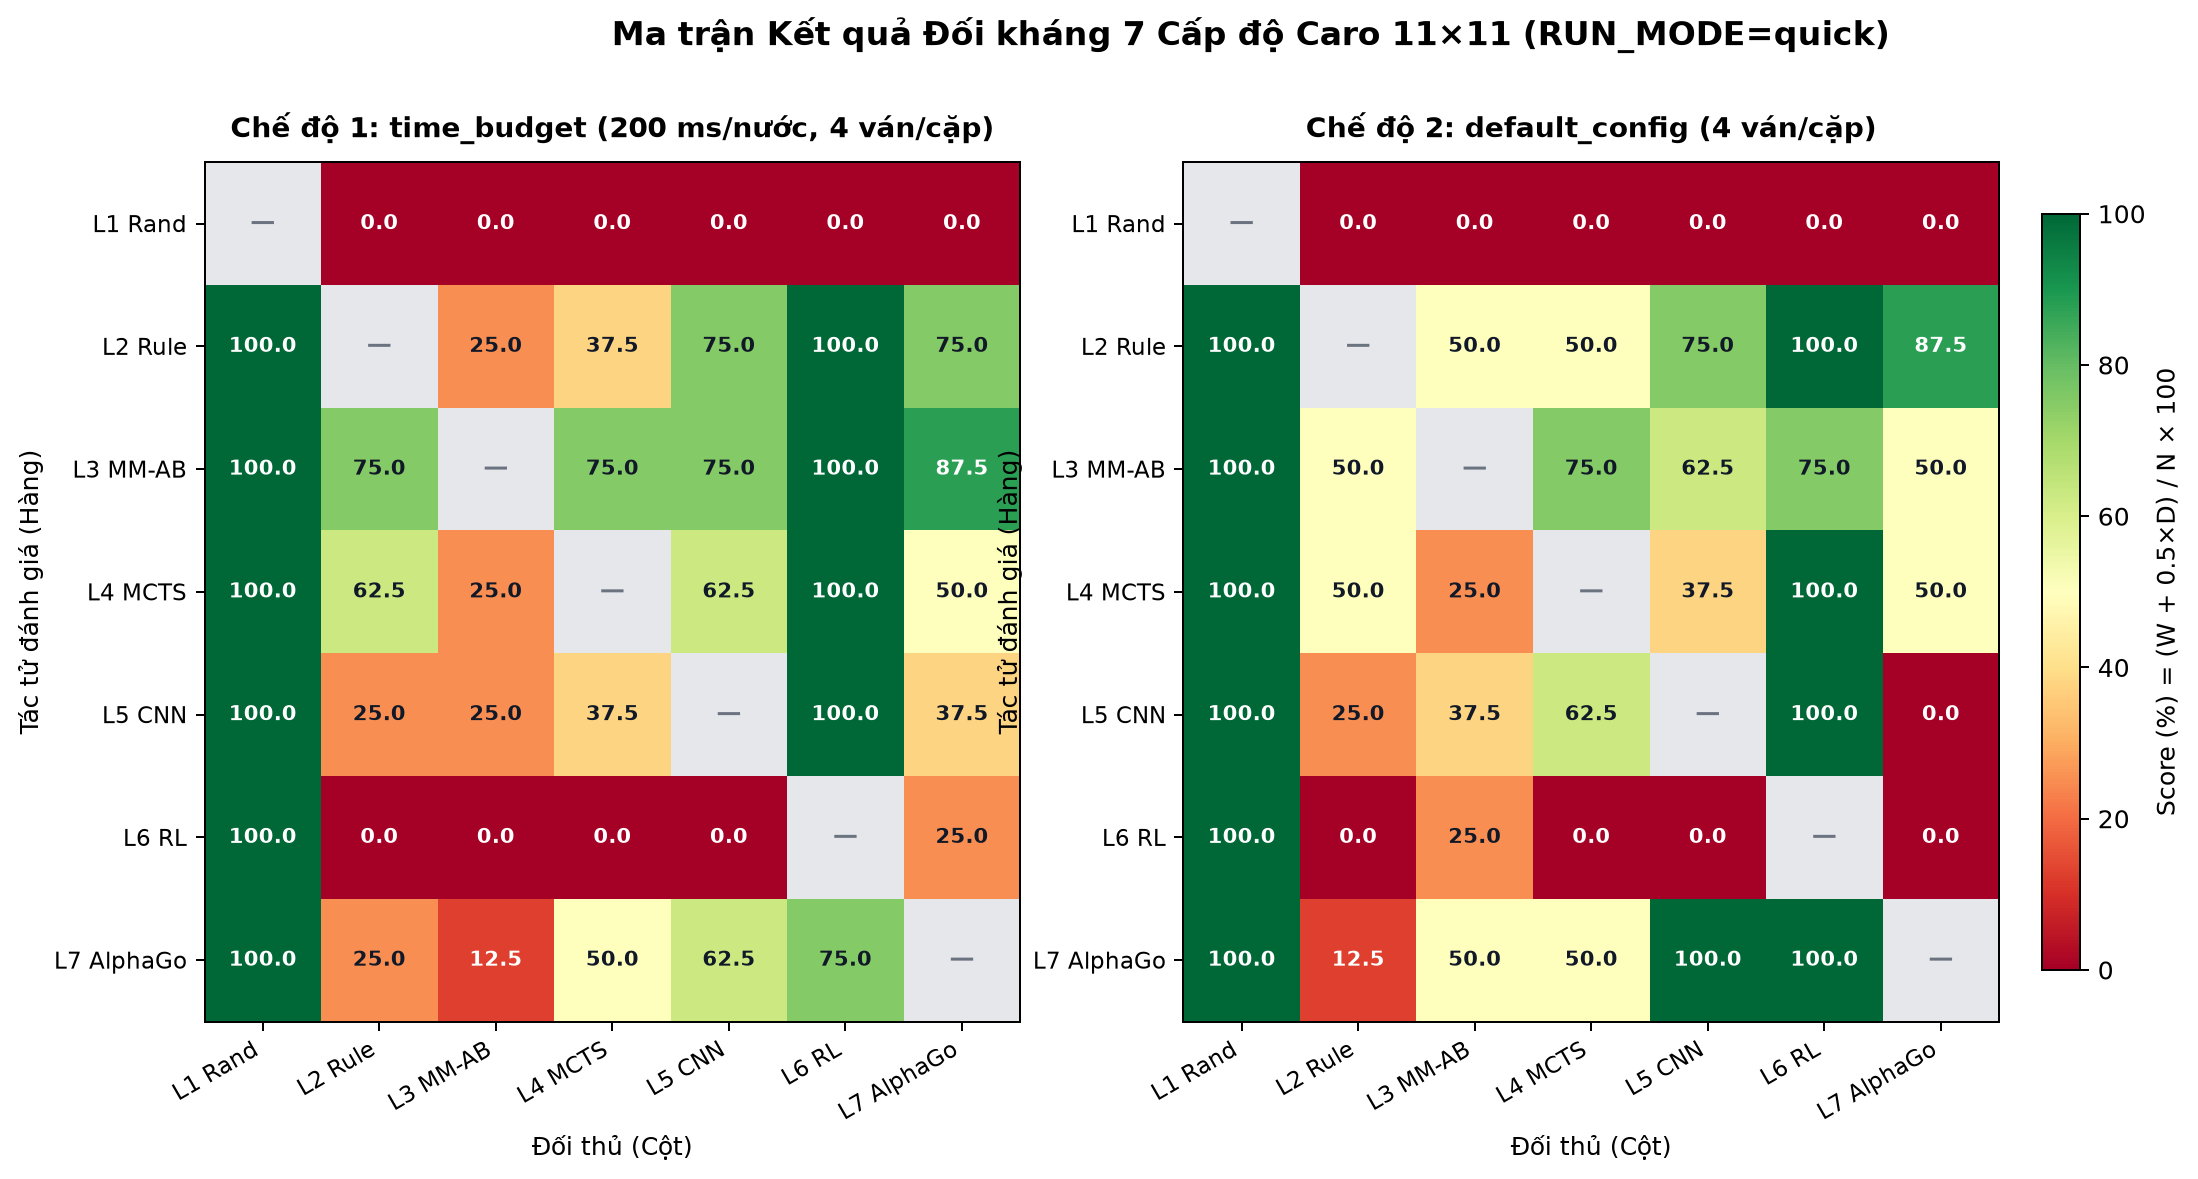 Ma trận Kết quả Đối kháng 7 Cấp độ Caro 11×11 (RUN_MODE=quick)
Chế độ 1: time_budget (200 ms/nước, 4 ván/cặp)
Tác tử đánh giá (Hàng)
L1 Rand — 0.0 0.0 0.0 0.0 0.0 0.0
L2 Rule 100.0 — 25.0 37.5 75.0 100.0 75.0
L3 MM-AB 100.0 75.0 — 75.0 75.0 100.0 87.5
L4 MCTS 100.0 62.5 25.0 — 62.5 100.0 50.0
L5 CNN 100.0 25.0 25.0 37.5 — 100.0 37.5
L6 RL 100.0 0.0 0.0 0.0 0.0 — 25.0
L7 AlphaGo 100.0 25.0 12.5 50.0 62.5 75.0 —
L1 Rand L2 Rule L3 MM-AB L4 MCTS L5 CNN L6 RL L7 AlphaGo
Đối thủ (Cột)
Chế độ 2: default_config (4 ván/cặp)
Tác tử đánh giá (Hàng)
L1 Rand — 0.0 0.0 0.0 0.0 0.0 0.0
L2 Rule 100.0 — 50.0 50.0 75.0 100.0 87.5
L3 MM-AB 100.0 50.0 — 75.0 62.5 75.0 50.0
L4 MCTS 100.0 50.0 25.0 — 37.5 100.0 50.0
L5 CNN 100.0 25.0 37.5 62.5 — 100.0 0.0
L6 RL 100.0 0.0 25.0 0.0 0.0 — 0.0
L7 AlphaGo 100.0 12.5 50.0 50.0 100.0 100.0 —
L1 Rand L2 Rule L3 MM-AB L4 MCTS L5 CNN L6 RL L7 AlphaGo
Đối thủ (Cột)
100
80
60
40
20
0
Score (%) = (W + 0.5×D) / N × 100